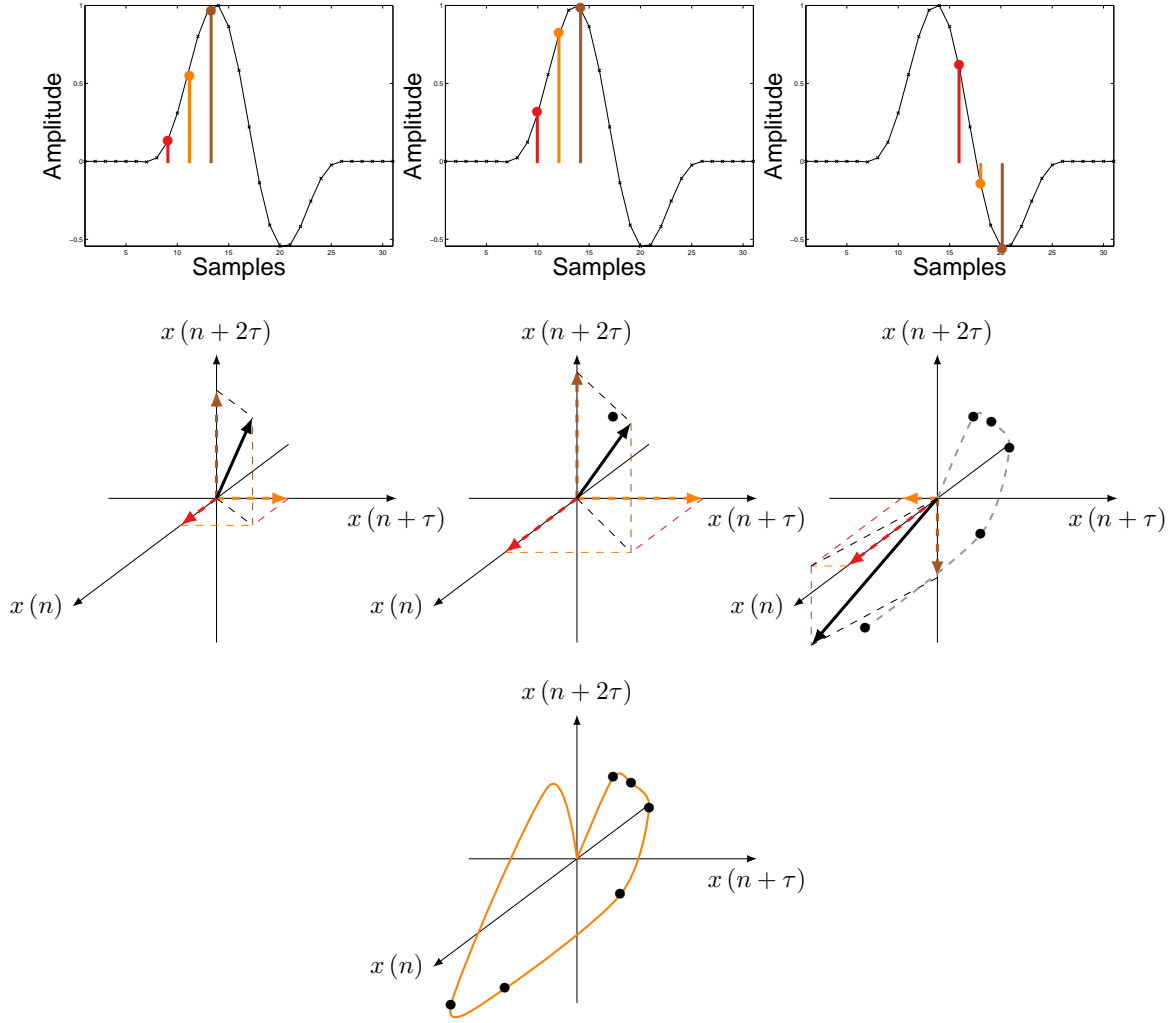 1
0.5
0
−0.5
Amplitude
5 10 15 20 25 30
Samples
1
0.5
0
−0.5
Amplitude
5 10 15 20 25 30
Samples
1
0.5
0
−0.5
Amplitude
5 10 15 20 25 30
Samples
x (n + 2τ)
x (n + τ)
x (n)
x (n + 2τ)
x (n + τ)
x (n)
x (n + 2τ)
x (n + τ)
x (n)
x (n + 2τ)
x (n + τ)
x (n)